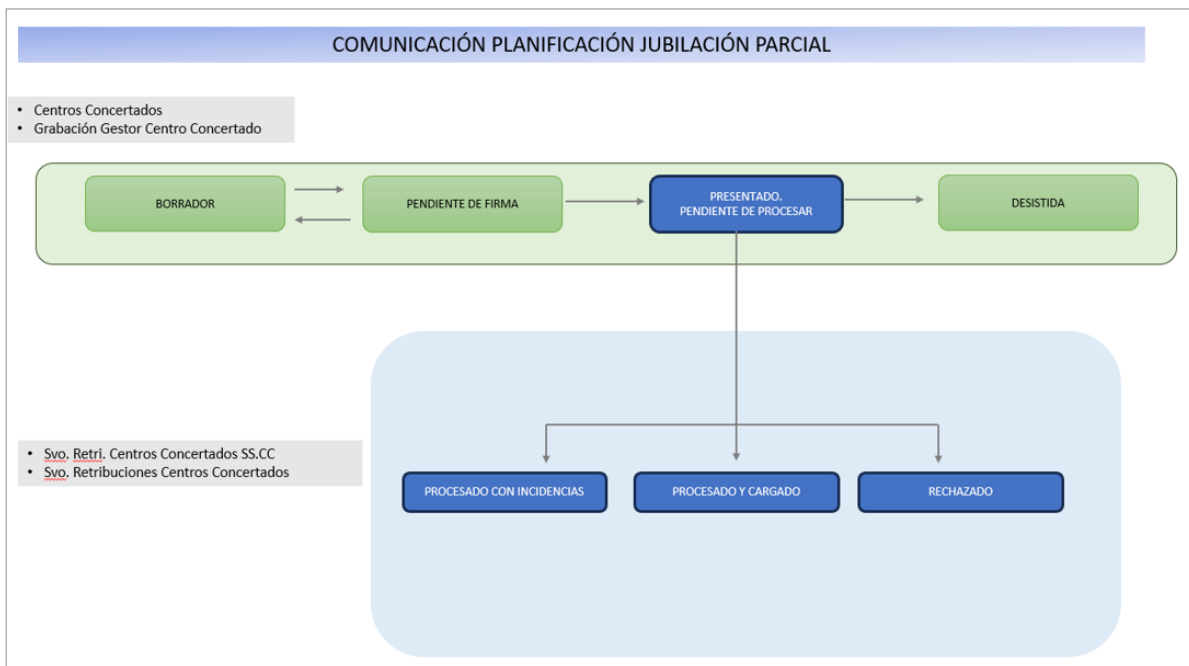 COMUNICACIÓN PLANIFICACIÓN JUBILACIÓN PARCIAL
• Centros Concertados
• Grabación Gestor Centro Concertado
BORRADOR
PENDIENTE DE FIRMA
PRESENTADO.
PENDIENTE DE PROCESAR
DESISTIDA
• Svo. Retri. Centros Concertados SS.CC
• Svo. Retribuciones Centros Concertados
PROCESADO CON INCIDENCIAS
PROCESADO Y CARGADO
RECHAZADO